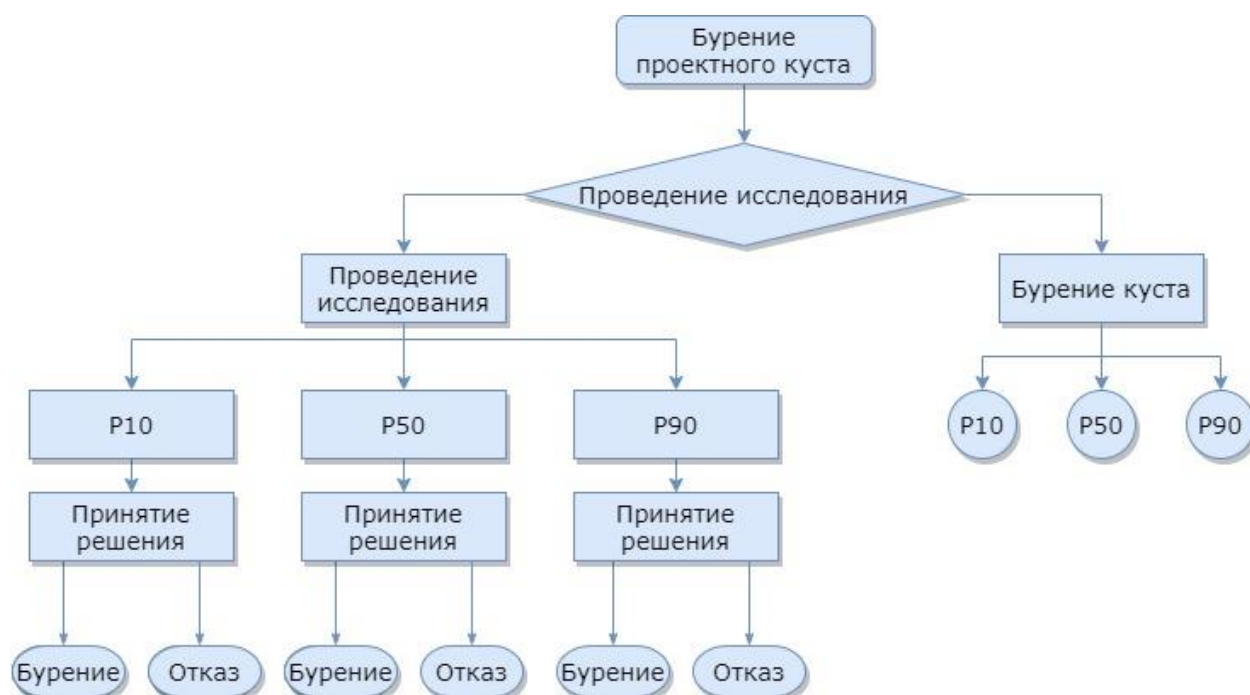 Бурение
проектного куста
Проведение исследования
Проведение
исследования
Бурение куста
P10
P50
P90
P10
P50
P90
Принятие
решения
Принятие
решения
Принятие
решения
Бурение
Отказ
Бурение
Отказ
Бурение
Отказ